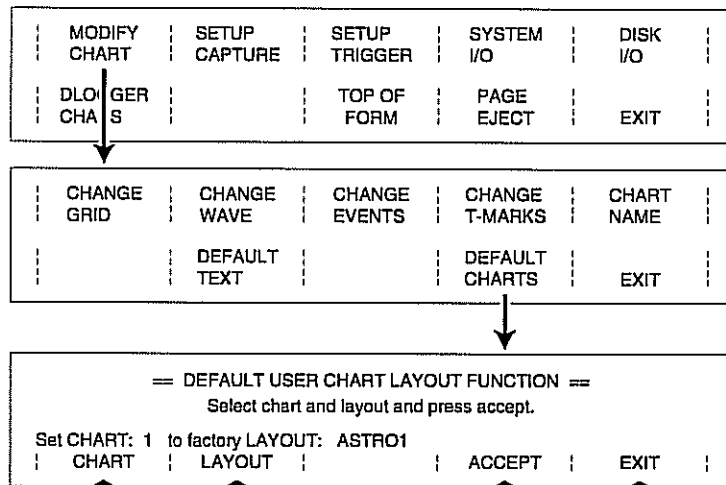 MODIFY SETUP SETUP SYSTEM DISK
CHART CAPTURE TRIGGER I/O I/O
DLOGGER TOP OF PAGE
CHA S FORM EJECT EXIT
CHANGE CHANGE CHANGE CHANGE CHART
GRID WAVE EVENTS T-MARKS NAME
DEFAULT DEFAULT
TEXT CHARTS EXIT
== DEFAULT USER CHART LAYOUT FUNCTION ==
Select chart and layout and press accept.
Set CHART: 1 to factory LAYOUT: ASTRO1
CHART LAYOUT ACCEPT EXIT